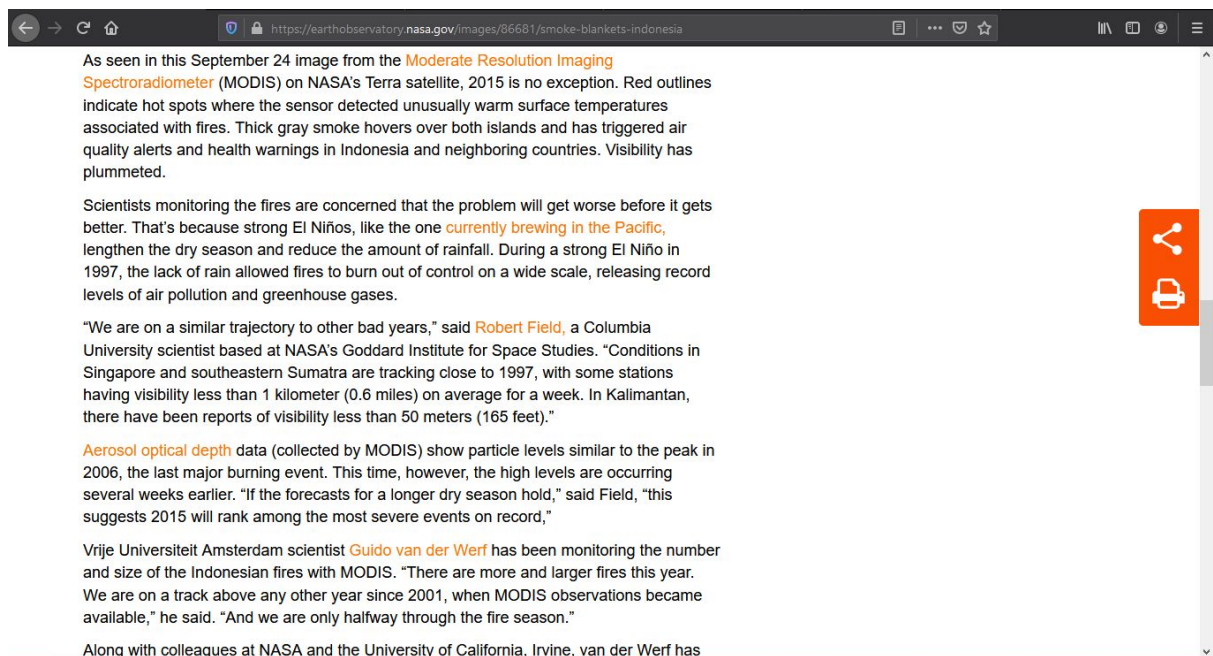 https://earthobservatory.nasa.gov/images/86681/smoke-blankets-indonesia
As seen in this September 24 image from the Moderate Resolution Imaging
Spectroradiometer (MODIS) on NASA's Terra satellite, 2015 is no exception. Red outlines
indicate hot spots where the sensor detected unusually warm surface temperatures
associated with fires. Thick gray smoke hovers over both islands and has triggered air
quality alerts and health warnings in Indonesia and neighboring countries. Visibility has
plummeted.
Scientists monitoring the fires are concerned that the problem will get worse before it gets
better. That's because strong El Niños, like the one currently brewing in the Pacific,
lengthen the dry season and reduce the amount of rainfall. During a strong El Niño in
1997, the lack of rain allowed fires to burn out of control on a wide scale, releasing record
levels of air pollution and greenhouse gases.
“We are on a similar trajectory to other bad years,” said Robert Field, a Columbia
University scientist based at NASA's Goddard Institute for Space Studies. “Conditions in
Singapore and southeastern Sumatra are tracking close to 1997, with some stations
having visibility less than 1 kilometer (0.6 miles) on average for a week. In Kalimantan,
there have been reports of visibility less than 50 meters (165 feet).”
Aerosol optical depth data (collected by MODIS) show particle levels similar to the peak in
2006, the last major burning event. This time, however, the high levels are occurring
several weeks earlier. “If the forecasts for a longer dry season hold,” said Field, “this
suggests 2015 will rank among the most severe events on record,”
Vrije Universiteit Amsterdam scientist Guido van der Werf has been monitoring the number
and size of the Indonesian fires with MODIS. “There are more and larger fires this year.
We are on a track above any other year since 2001, when MODIS observations became
available,” he said. “And we are only halfway through the fire season.”
Along with colleagues at NASA and the University of California, Irvine, van der Werf has